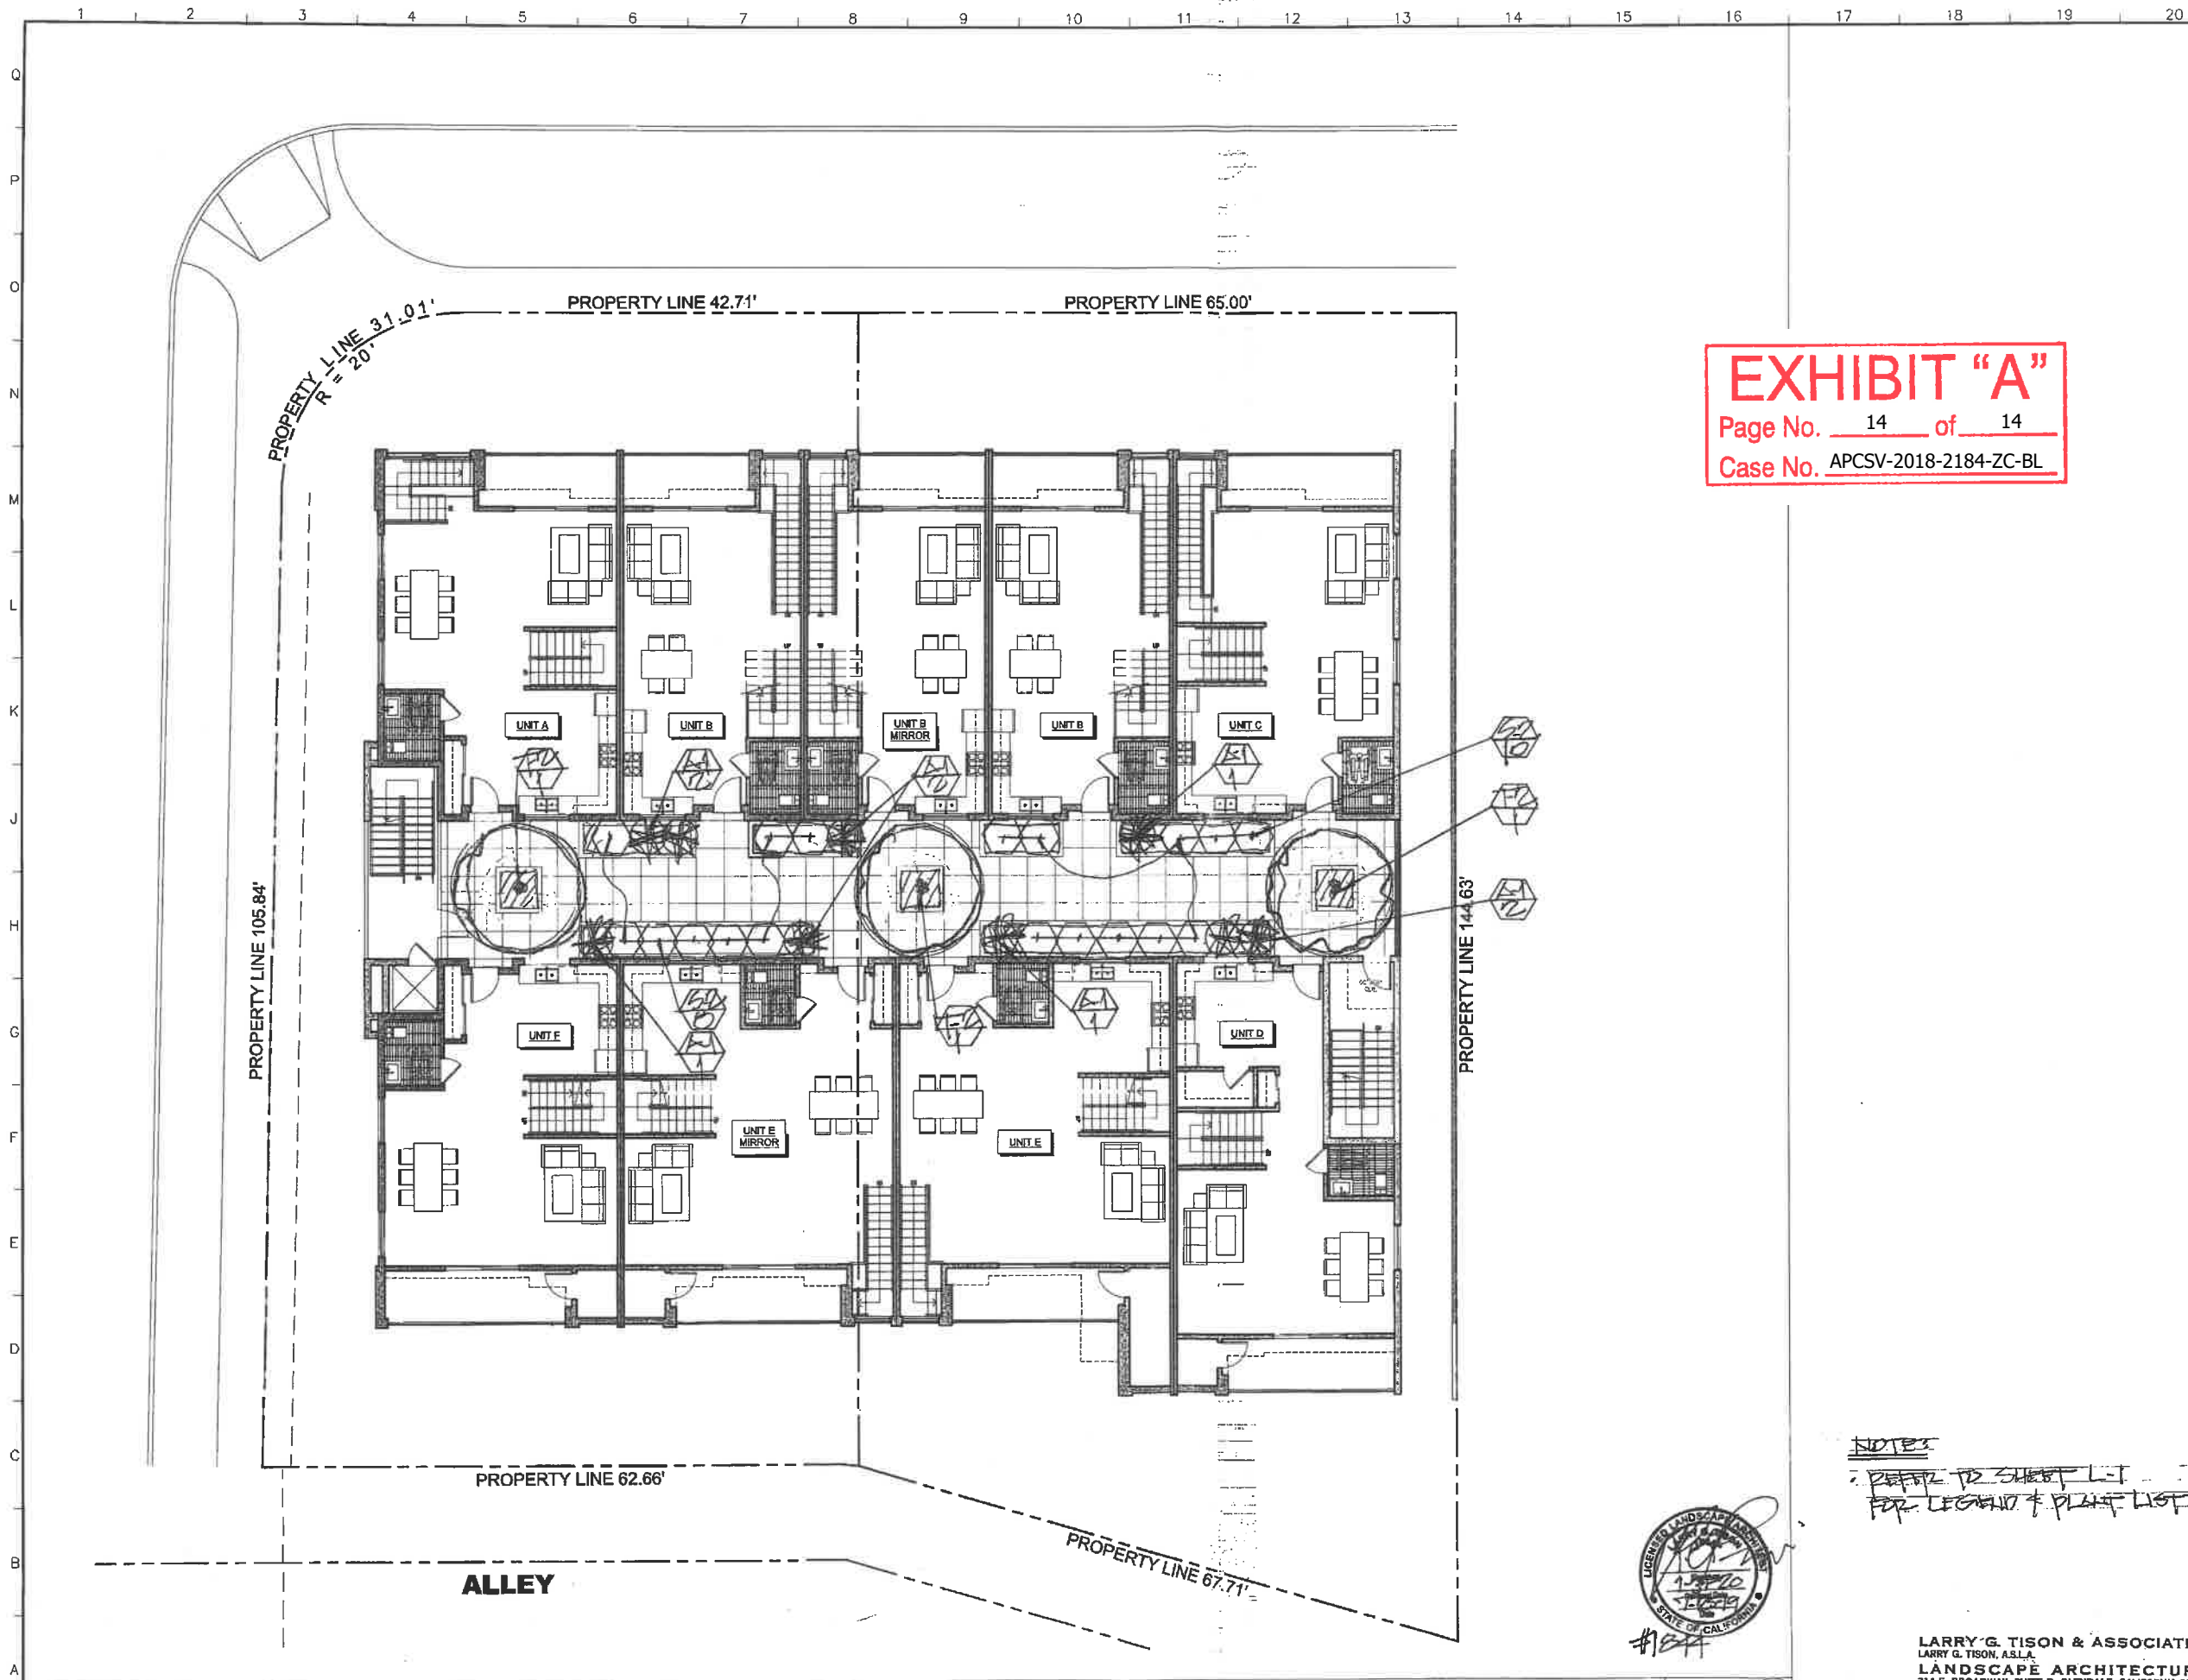 1 2 3 4 5 6 7 8 9 10 11 12 13 14 15 16 17 18 19 20
Q
P
O
N
M
L
K
J
H
G
F
E
D
C
B
A
PROPERTY LINE 42.71'
PROPERTY LINE 65.00'
PROPERTY LINE 31.01'
R = 20'
EXHIBIT “A”
Page No. 14 of 14
Case No. APCSV-2018-2184-ZC-BL
UNIT A
UNIT B
UNIT B
MIRROR
UNIT B
UNIT C
PROPERTY LINE 105.84'
PROPERTY LINE 144.63'
UNIT F
UNIT E
MIRROR
UNIT E
UNIT D
PROPERTY LINE 62.66'
PROPERTY LINE 67.71'
ALLEY
NOTES
· REFER TO SHEET L-1
FOR LEGEND & PLANT LIST
LICENSED LANDSCAPE ARCHITECT
STATE OF CALIFORNIA
#1844
LARRY G. TISON & ASSOCIATE
LARRY G. TISON, A.S.L.A.
LANDSCAPE ARCHITECTUR